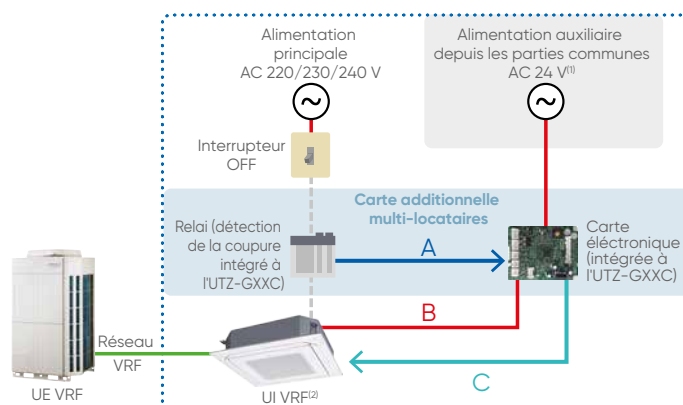 Alimentation
principale
AC 220/230/240 V
Alimentation auxiliaire
depuis les parties communes
AC 24 V(1)
Interrupteur
OFF
Carte additionnelle
multi-locataires
Relai (détection
de la coupure
intégré à
l'UTZ-GXXC)
A
Carte
éléctronique
(intégrée à
l'UTZ-GXXC)
B
Réseau
VRF
C
UE VRF
UI VRF(2)